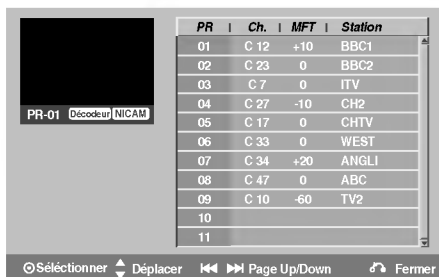 PR | Ch. | MFT | Station
01 C 12 +10 BBC1
02 C 23 0 BBC2
03 C 7 0 ITV
04 C 27 -10 CH2
05 C 17 0 CHTV
06 C 33 0 WEST
07 C 34 +20 ANGLI
08 C 47 0 ABC
09 C 10 -60 TV2
10
11
PR-01 Décodeur NICAM
Séléctionner Déplacer Page Up/Down Fermer